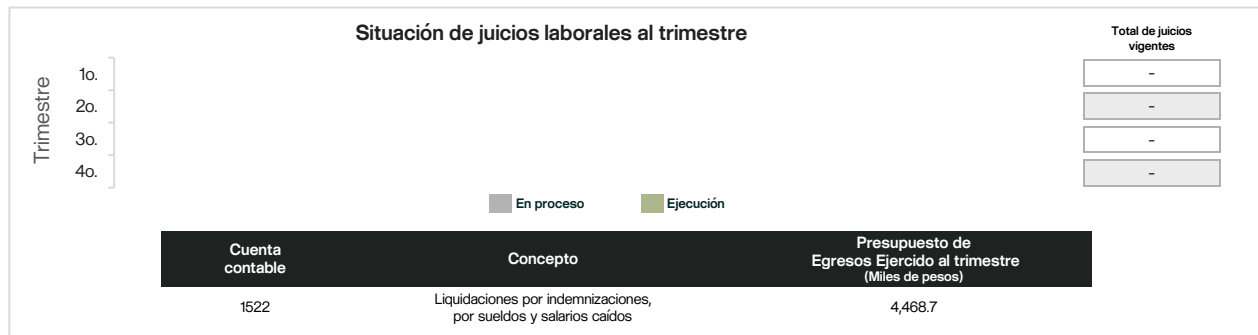 Situación de juicios laborales al trimestre
Total de juicios
vigentes
Trimestre
1o.
-
2o.
-
3o.
-
4o.
-
En proceso
Ejecución
Cuenta
contable
Concepto
Presupuesto de
Egresos Ejercido al trimestre
(Miles de pesos)
1522
Liquidaciones por indemnizaciones,
por sueldos y salarios caídos
4,468.7